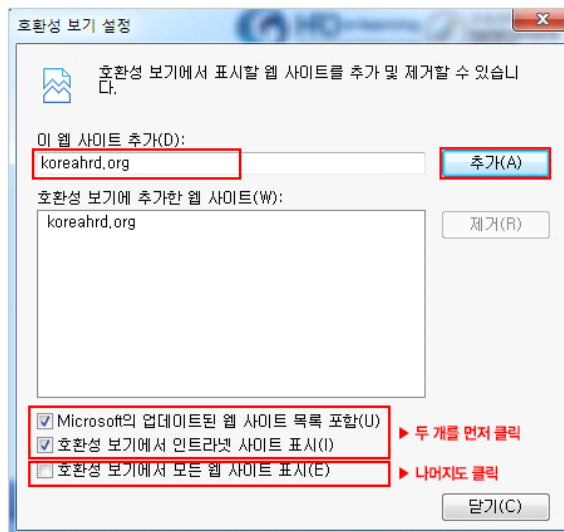 호환성 보기 설정
호환성 보기에서 표시할 웹 사이트를 추가 및 제거할 수 있습니
다.
이 웹 사이트 추가(D):
koreahrd.org
추가(A)
호환성 보기에 추가한 웹 사이트(W):
koreahrd.org
제거(R)
Microsoft의 업데이트된 웹 사이트 목록 포함(U)
호환성 보기에서 인트라넷 사이트 표시(I)
▶ 두 개를 먼저 클릭
호환성 보기에서 모든 웹 사이트 표시(E)
▶ 나머지도 클릭
닫기(C)